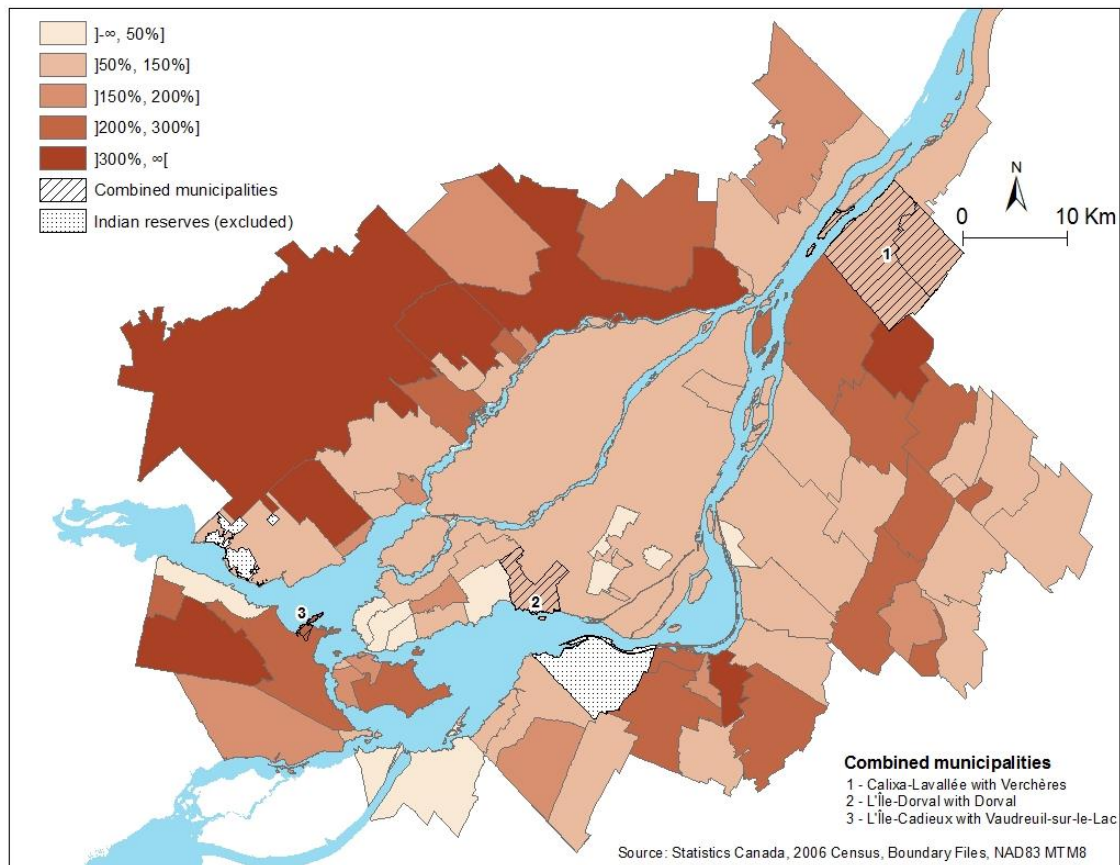 ]-∞, 50%]
]50%, 150%]
]150%, 200%]
]200%, 300%]
]300%, ∞[
Combined municipalities
Indian reserves (excluded)
N
0 10 Km
1
2
3
Combined municipalities
1 - Calixa-Lavallée with Verchères
2 - L'Île-Dorval with Dorval
3 - L'Île-Cadieux with Vaudreuil-sur-le-Lac
Source: Statistics Canada, 2006 Census, Boundary Files, NAD83 MTM8